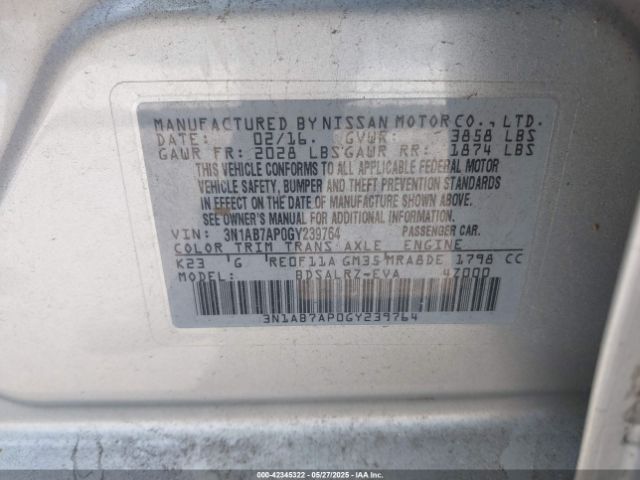 MANUFACTURED BY NISSAN MOTOR CO., LTD.
DATE: 02/16. GVWR: 3858 LBS
GAWR FR: 2028 LBS GAWR RR: 1874 LBS
THIS VEHICLE CONFORMS TO ALL APPLICABLE FEDERAL MOTOR
VEHICLE SAFETY, BUMPER AND THEFT PREVENTION STANDARDS
IN EFFECT ON THE DATE OF MANUFACTURE SHOWN ABOVE.
SEE OWNER'S MANUAL FOR ADDITIONAL INFORMATION.
VIN: 3N1AB7AP0GY239764 PASSENGER CAR.
COLOR TRIM TRANS AXLE ENGINE
K23 G RE0F11A GM35 MRA8DE 1798 CC
MODEL: BDSALRZ-EVA 4Z000
3N1AB7AP0GY239764
000-42345322 | 05/27/2025 | IAAI.COM